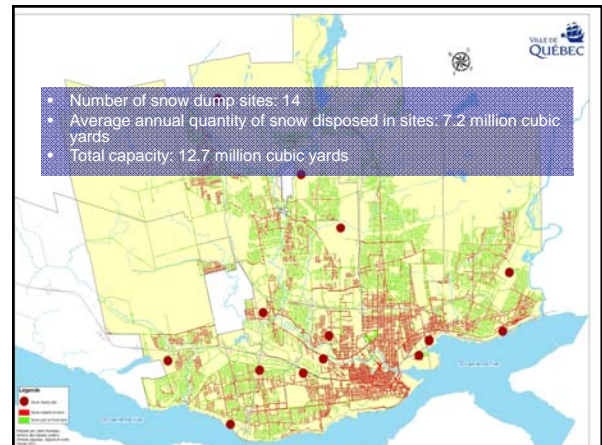 VILLE DE
QUÉBEC
• Number of snow dump sites: 14
• Average annual quantity of snow disposed in sites: 7.2 million cubic
yards
• Total capacity: 12.7 million cubic yards
Légende